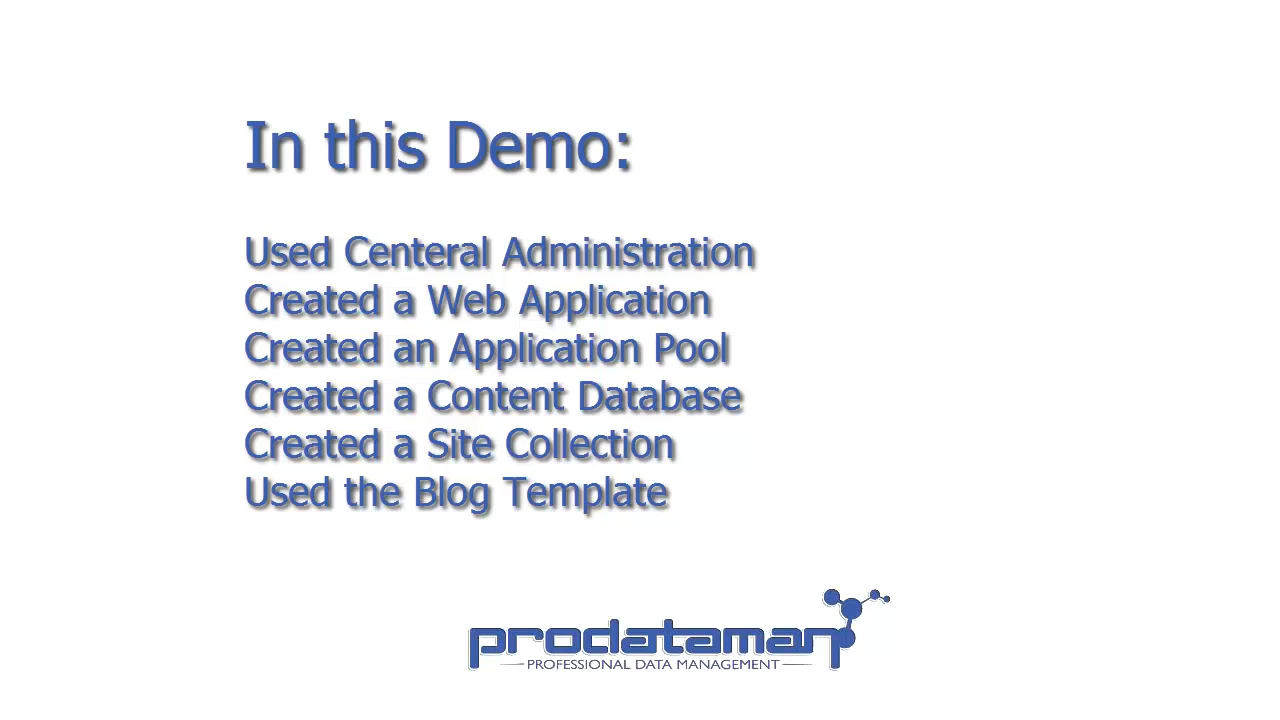 In this Demo:
Used Centeral Administration
Created a Web Application
Created an Application Pool
Created a Content Database
Created a Site Collection
Used the Blog Template
prodataman
PROFESSIONAL DATA MANAGEMENT